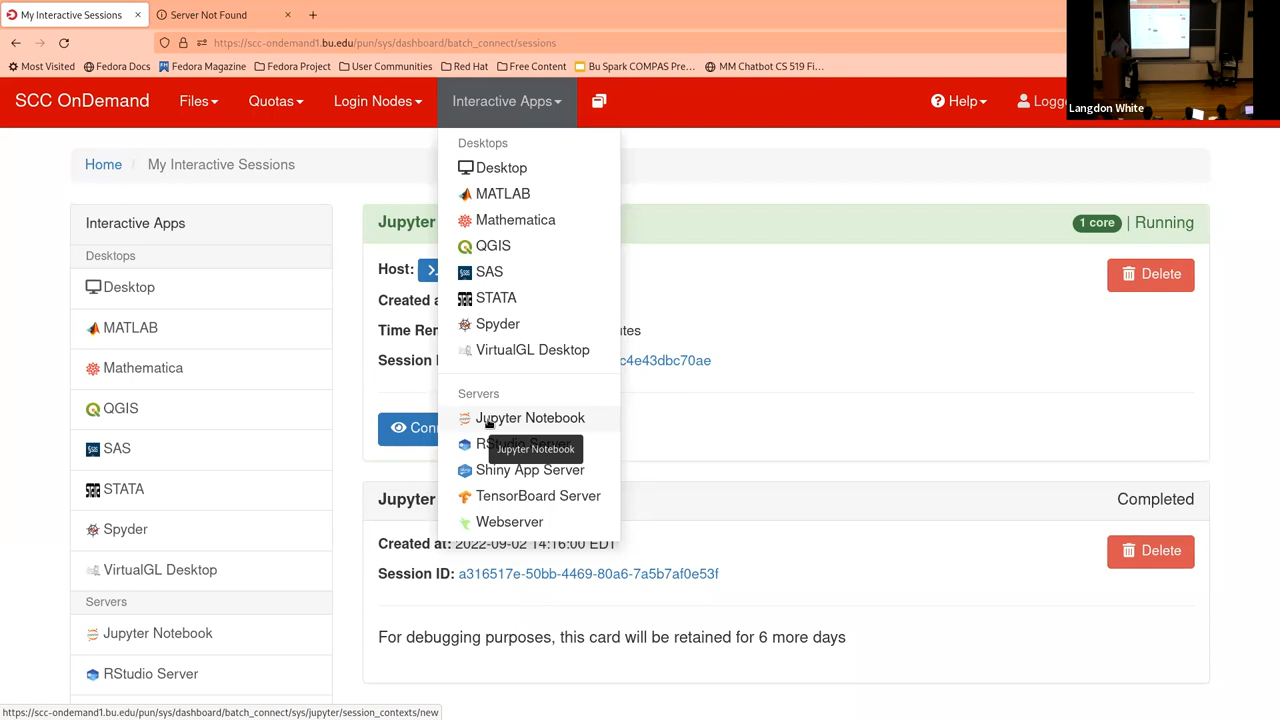 My Interactive Sessions
Server Not Found
https://scc-ondemand1.bu.edu/pun/sys/dashboard/batch_connect/sessions
Most Visited
Fedora Docs
Fedora Magazine
Fedora Project
User Communities
Red Hat
Free Content
Bu Spark COMPAS Pre…
MM Chatbot CS 519 Fi…
Langdon White
SCC OnDemand
Files
Quotas
Login Nodes
Interactive Apps
Help
Logg
Home / My Interactive Sessions
Interactive Apps
Desktops
Desktop
MATLAB
Mathematica
QGIS
SAS
STATA
Spyder
VirtualGL Desktop
Servers
Jupyter Notebook
RStudio Server
Desktops
Desktop
MATLAB
Mathematica
QGIS
SAS
STATA
Spyder
VirtualGL Desktop
Servers
Jupyter Notebook
RStudio Server
Jupyter Notebook
Shiny App Server
TensorBoard Server
Webserver
Jupyter
1 core | Running
Host:
Delete
Created a
Time Rer
utes
Session I
c4e43dbc70ae
Con
Jupyter
Completed
Created at: 2022-09-02 14:16:00 EDT
Delete
Session ID: a316517e-50bb-4469-80a6-7a5b7af0e53f
For debugging purposes, this card will be retained for 6 more days
https://scc-ondemand1.bu.edu/pun/sys/dashboard/batch_connect/sys/jupyter/session_contexts/new